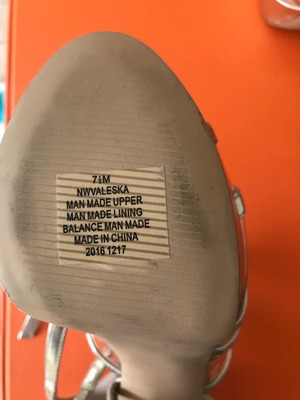 7½M
NWVALESKA
MAN MADE UPPER
MAN MADE LINING
BALANCE MAN MADE
MADE IN CHINA
2016 1217